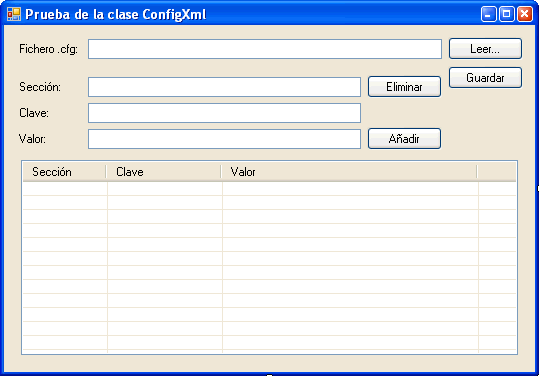 Prueba de la clase ConfigXml
Fichero .cfg: Leer...
Guardar
Sección: Eliminar
Clave:
Valor: Añadir
Sección Clave Valor